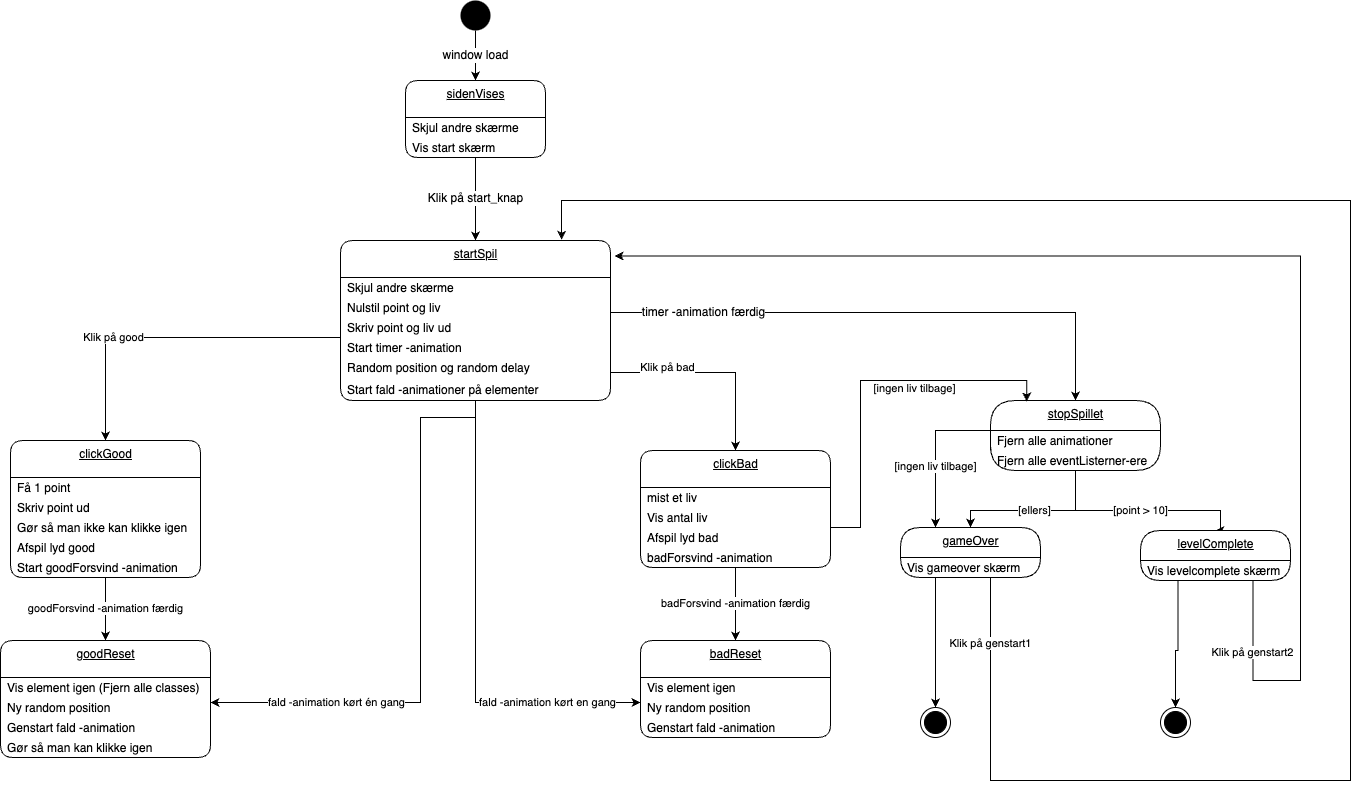 window load
sidenVises
Skjul andre skærme
Vis start skærm
Klik på start_knap
startSpil
Skjul andre skærme
Nulstil point og liv
Skriv point og liv ud
Start timer -animation
Random position og random delay
Start fald -animationer på elementer
timer -animation færdig
Klik på good
Klik på bad
[ingen liv tilbage]
stopSpillet
Fjern alle animationer
Fjern alle eventListerner-ere
clickGood
Få 1 point
Skriv point ud
Gør så man ikke kan klikke igen
Afspil lyd good
Start goodForsvind -animation
clickBad
mist et liv
Vis antal liv
Afspil lyd bad
badForsvind -animation
[ingen liv tilbage]
[ellers]
[point > 10]
gameOver
Vis gameover skærm
levelComplete
Vis levelcomplete skærm
goodForsvind -animation færdig
badForsvind -animation færdig
Klik på genstart1
Klik på genstart2
goodReset
Vis element igen (Fjern alle classes)
Ny random position
Genstart fald -animation
Gør så man kan klikke igen
fald -animation kørt én gang
fald -animation kørt en gang
badReset
Vis element igen
Ny random position
Genstart fald -animation